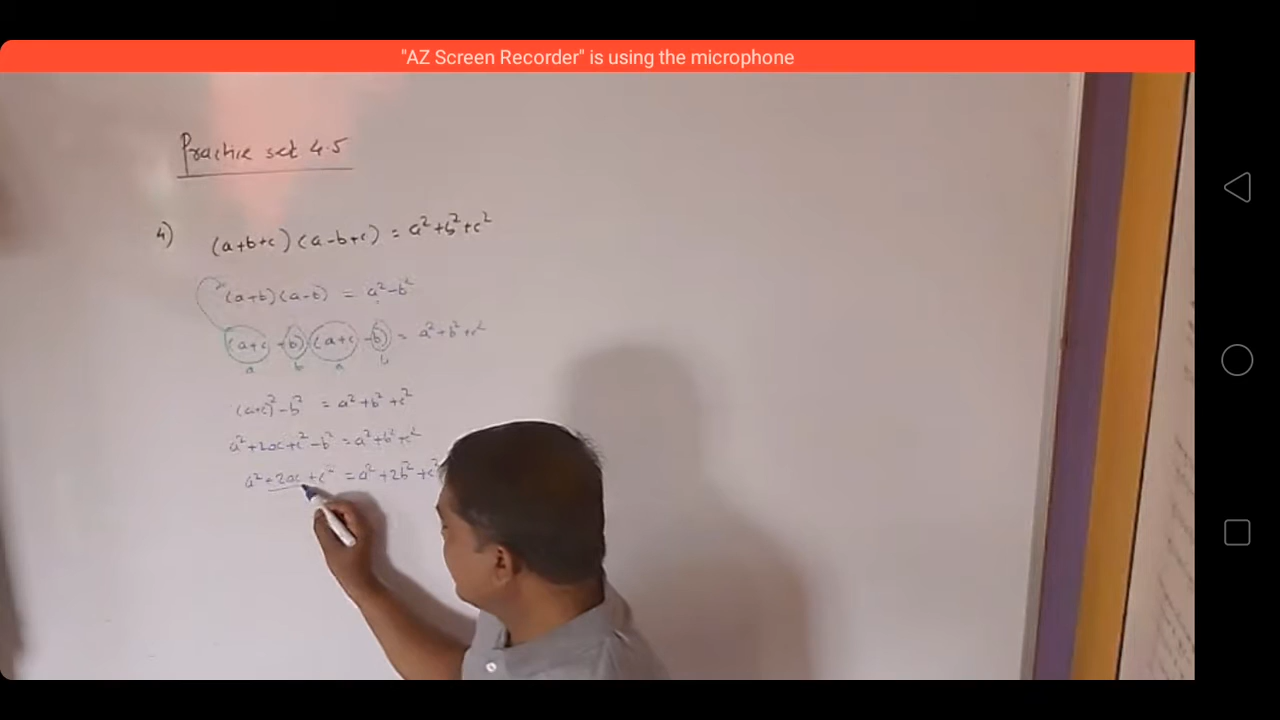 "AZ Screen Recorder" is using the microphone
Practice set 4.5
4) (a+b+c) (a-b+c) = a²+b²+c²
(a+b)(a-b) = a²-b²
(a+c +b) (a+c -b) = a²+b²+c²
a b a b
(a+c)²-b² = a²+b²+c²
a²+2ac+c²-b² = a²+b²+c²
a²+2ac+c² = a²+2b²+c²